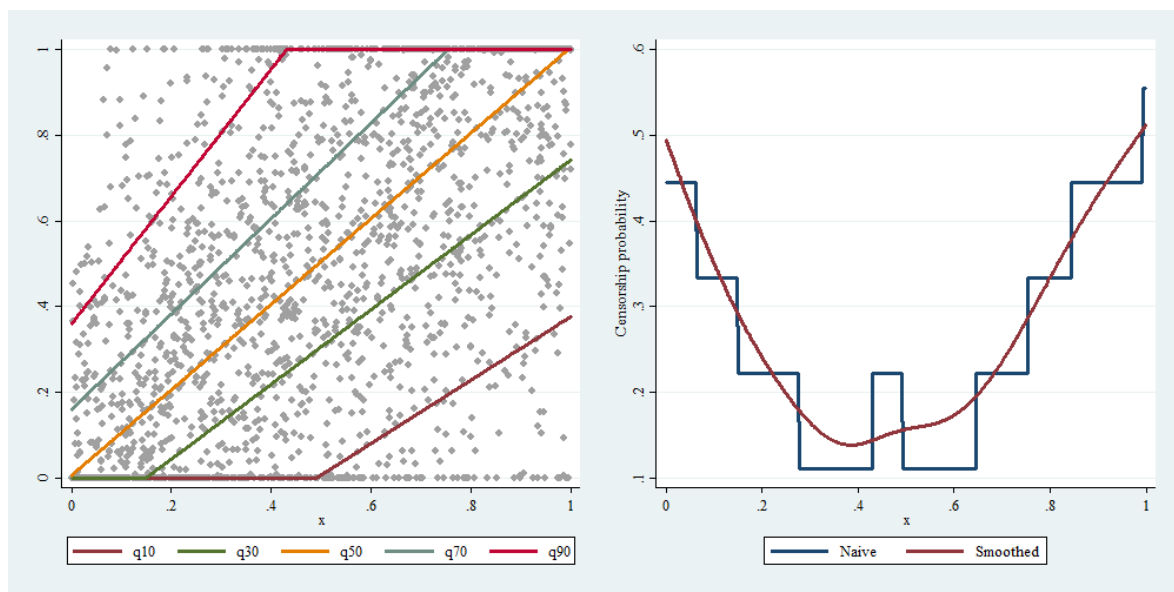 1
.8
.6
.4
.2
0
0 .2 .4 .6 .8 1
x
q10 q30 q50 q70 q90
Censorship probability
.6
.5
.4
.3
.2
.1
0 .2 .4 .6 .8 1
x
Naive Smoothed